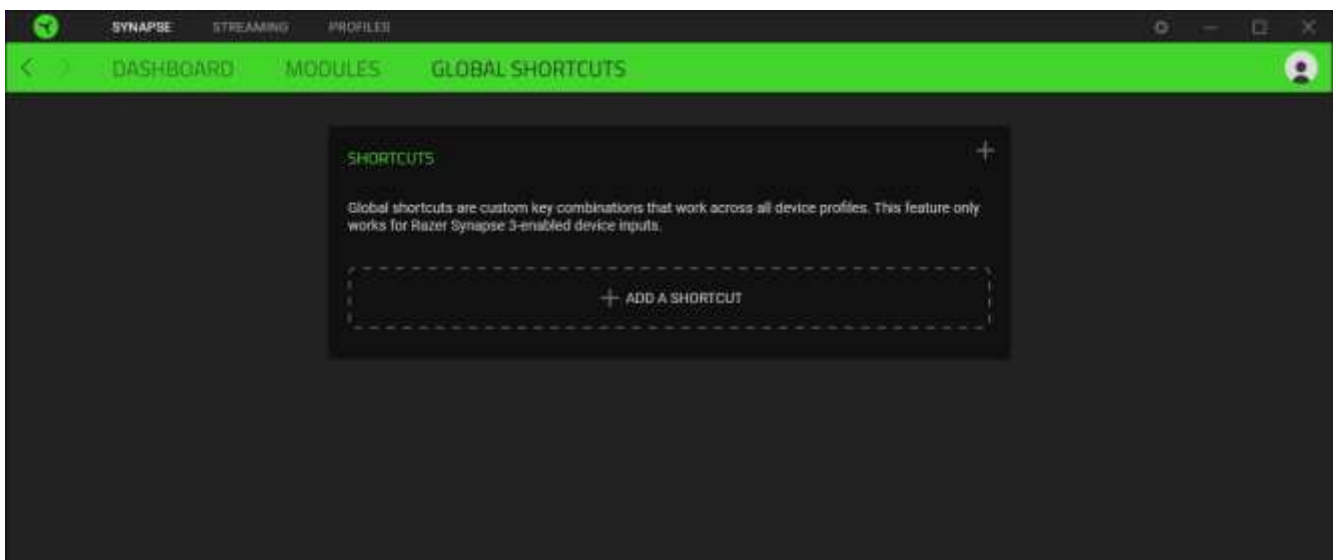 SYNAPSE STREAMING PROFILES
DASHBOARD MODULES GLOBAL SHORTCUTS
SHORTCUTS
Global shortcuts are custom key combinations that work across all device profiles. This feature only
works for Razer Synapse 3-enabled device inputs.
ADD A SHORTCUT